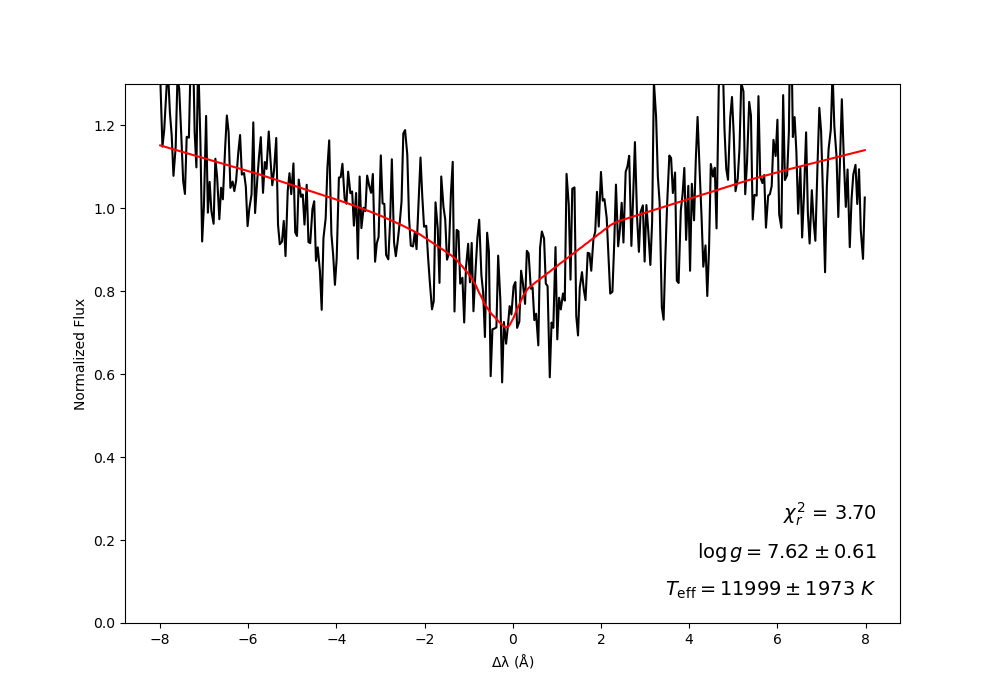 1.2
1.0
0.8
0.6
0.4
0.2
0.0
Normalized Flux
χ²ᵣ = 3.70
log g = 7.62 ± 0.61
T_eff = 11999 ± 1973 K
−8 −6 −4 −2 0 2 4 6 8
Δλ (Å)